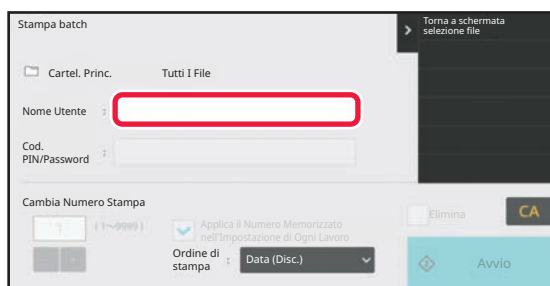 Stampa batch
Torna a schermata
selezione file
Cartel. Princ. Tutti I File
Nome Utente :
Cod.
PIN/Password :
Cambia Numero Stampa
1 (1~9999)
Applica il Numero Memorizzato
nell'Impostazione di Ogni Lavoro
Ordine di
stampa : Data (Disc.)
Elimina
CA
Avvio